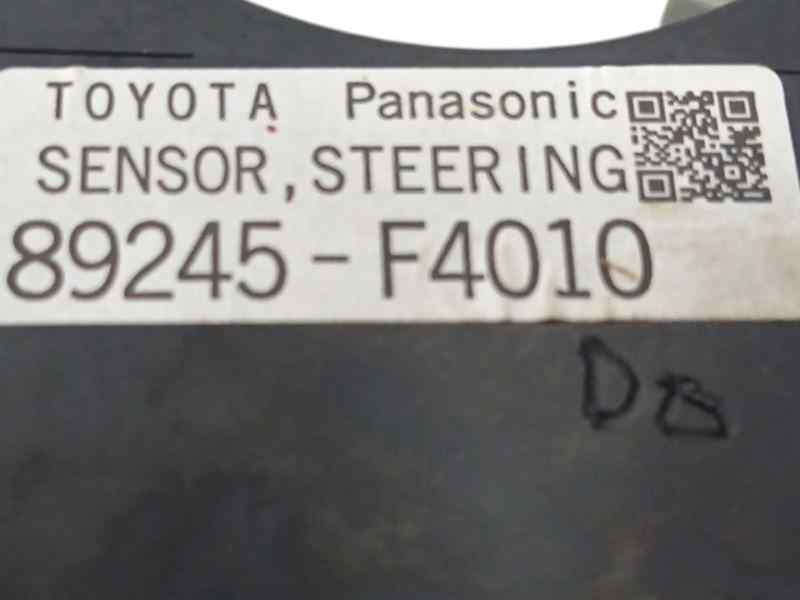 TOYOTA Panasonic
SENSOR, STEERING
89245-F4010
DB